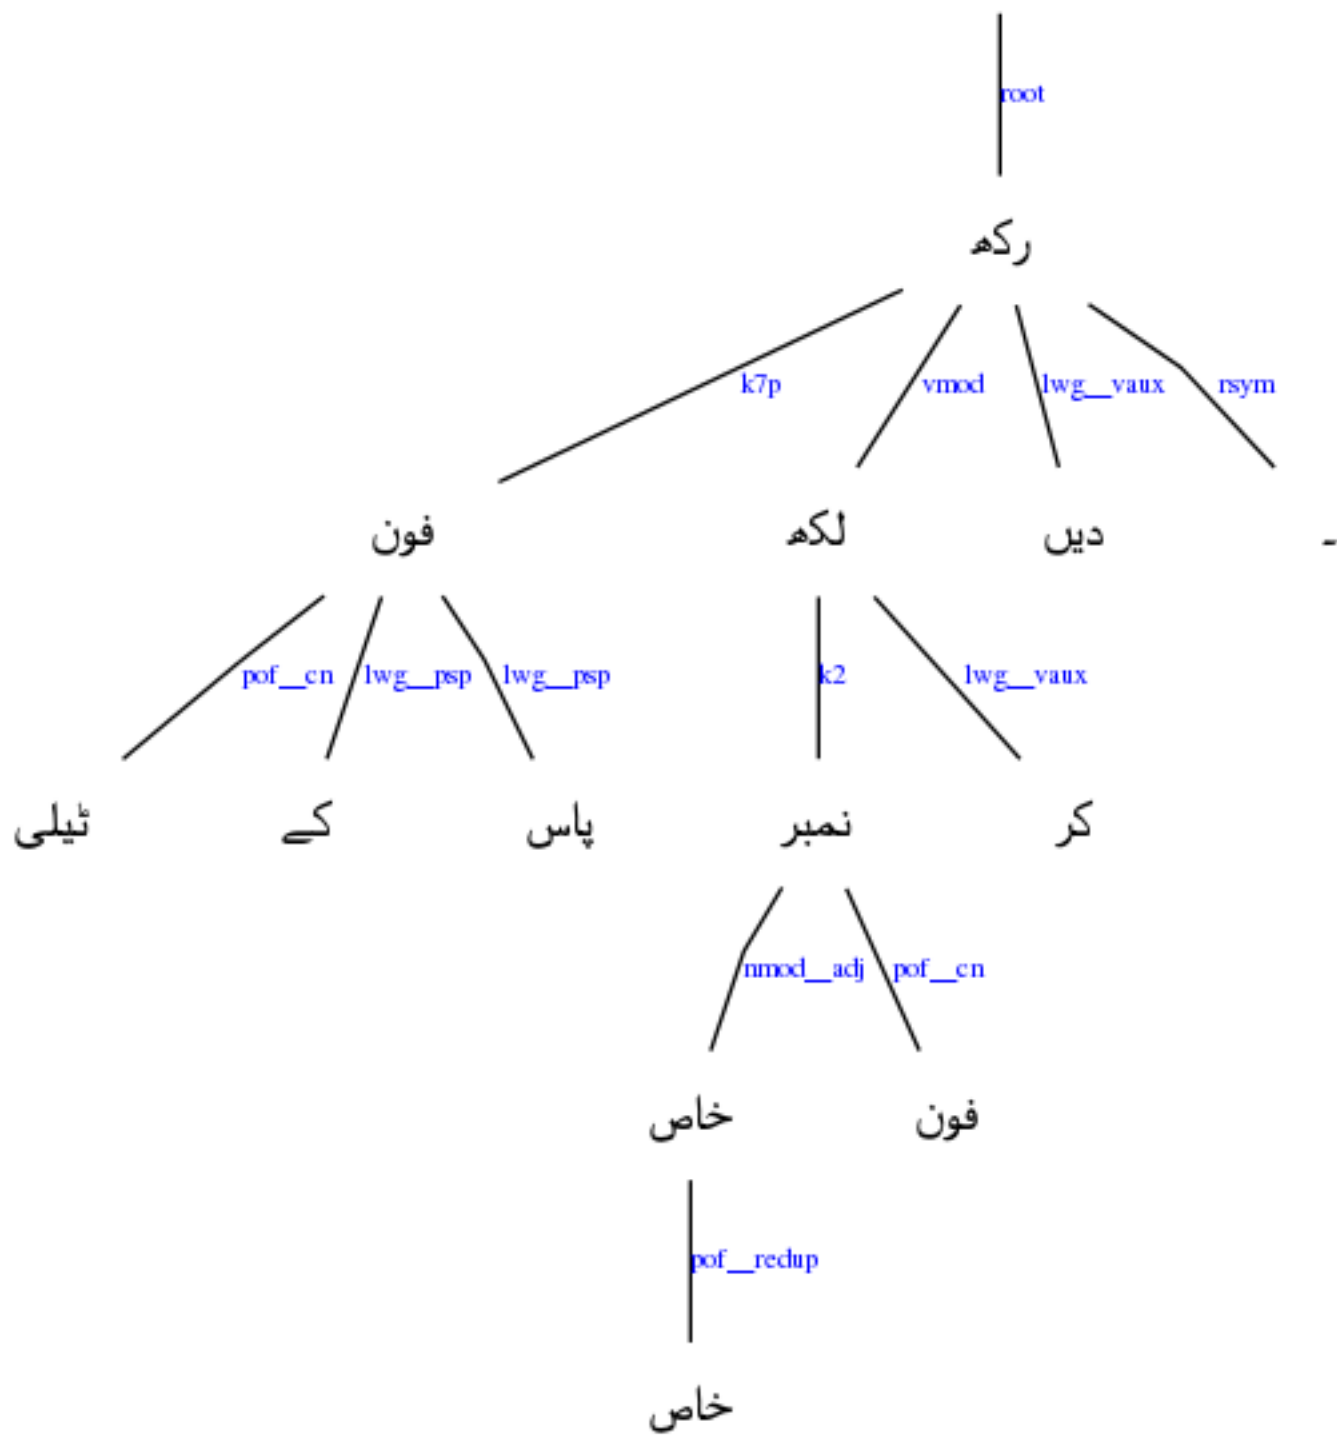 root
رکھ
k7p vmod lwg__vaux rsym
فون لکھ دیں ۔
pof__cn lwg__psp lwg__psp k2 lwg__vaux
ٹیلی کے پاس نمبر کر
nmod__adj pof__cn
خاص فون
pof__redup
خاص